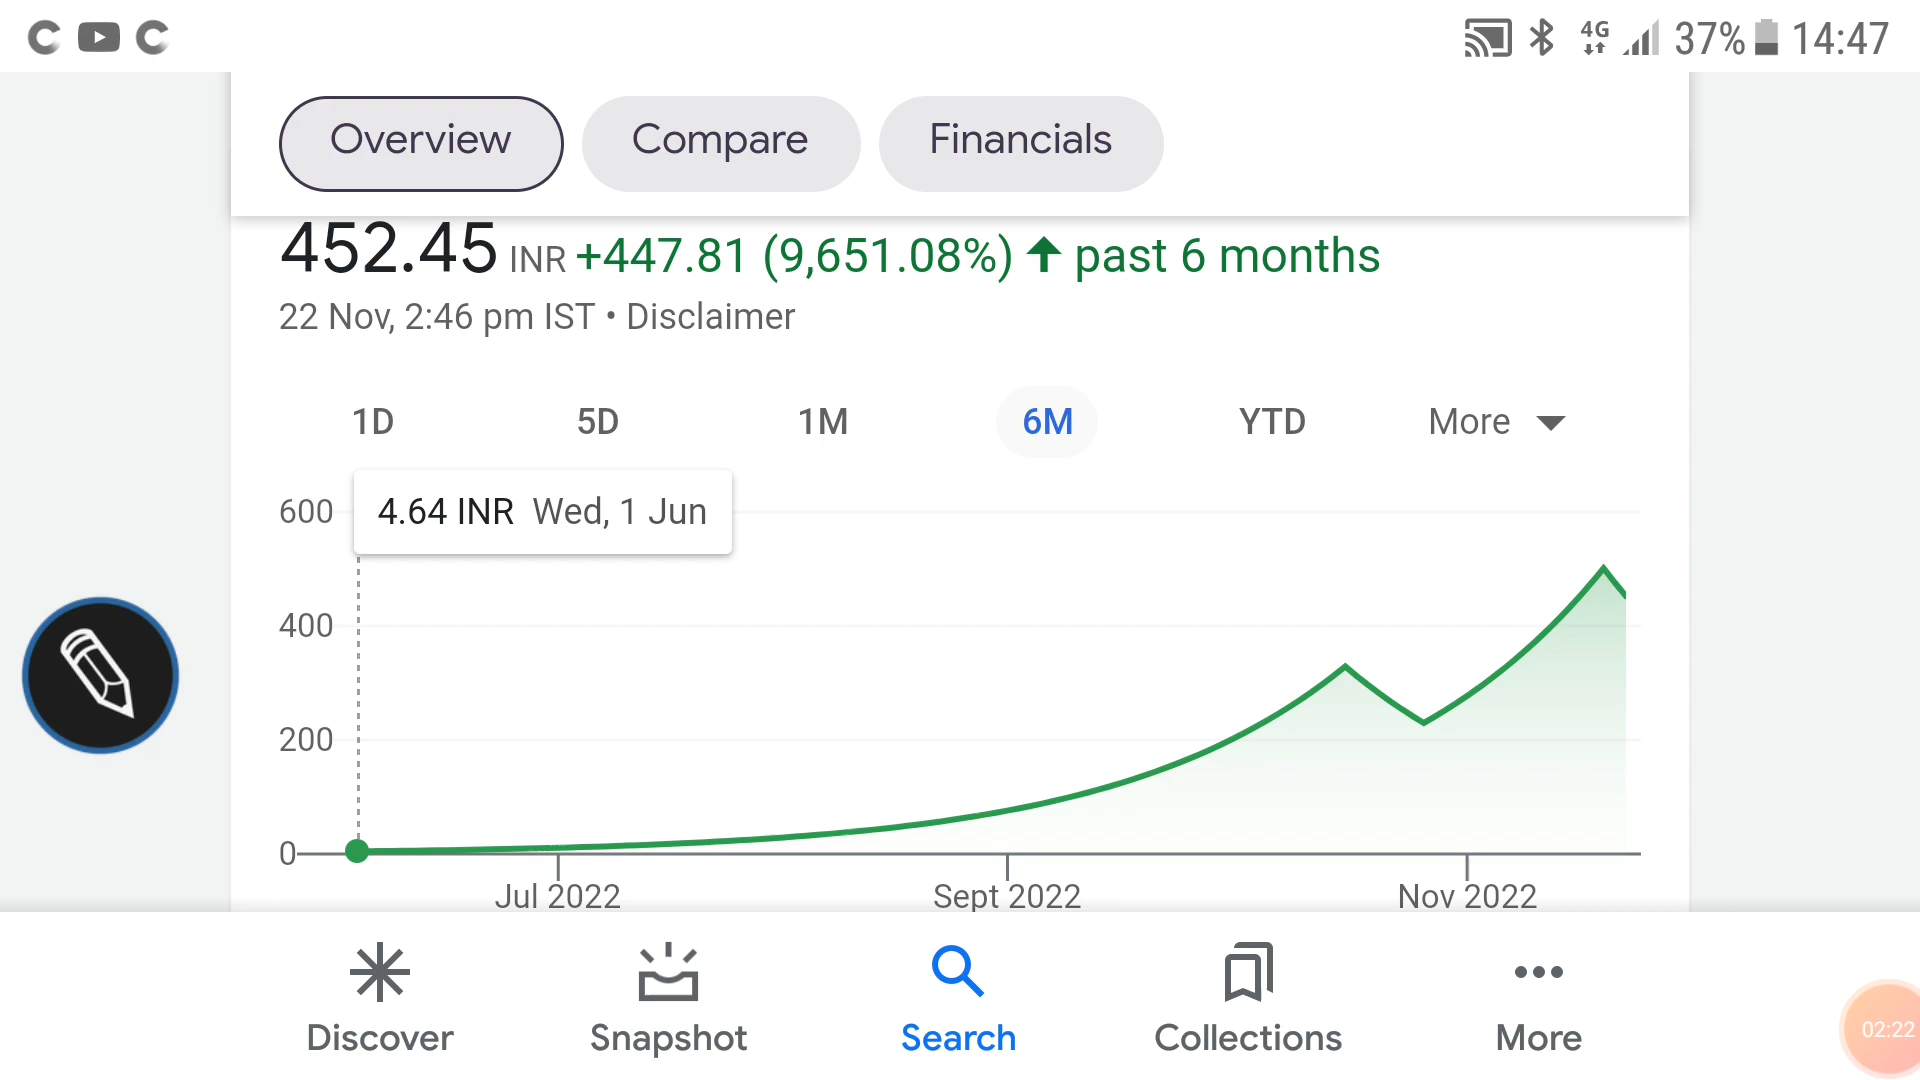 4G 37% 14:47
Overview Compare Financials
452.45 INR +447.81 (9,651.08%) ↑ past 6 months
22 Nov, 2:46 pm IST • Disclaimer
1D 5D 1M 6M YTD More
4.64 INR Wed, 1 Jun
600
400
200
0
Jul 2022 Sept 2022 Nov 2022
Discover Snapshot Search Collections More
02:22